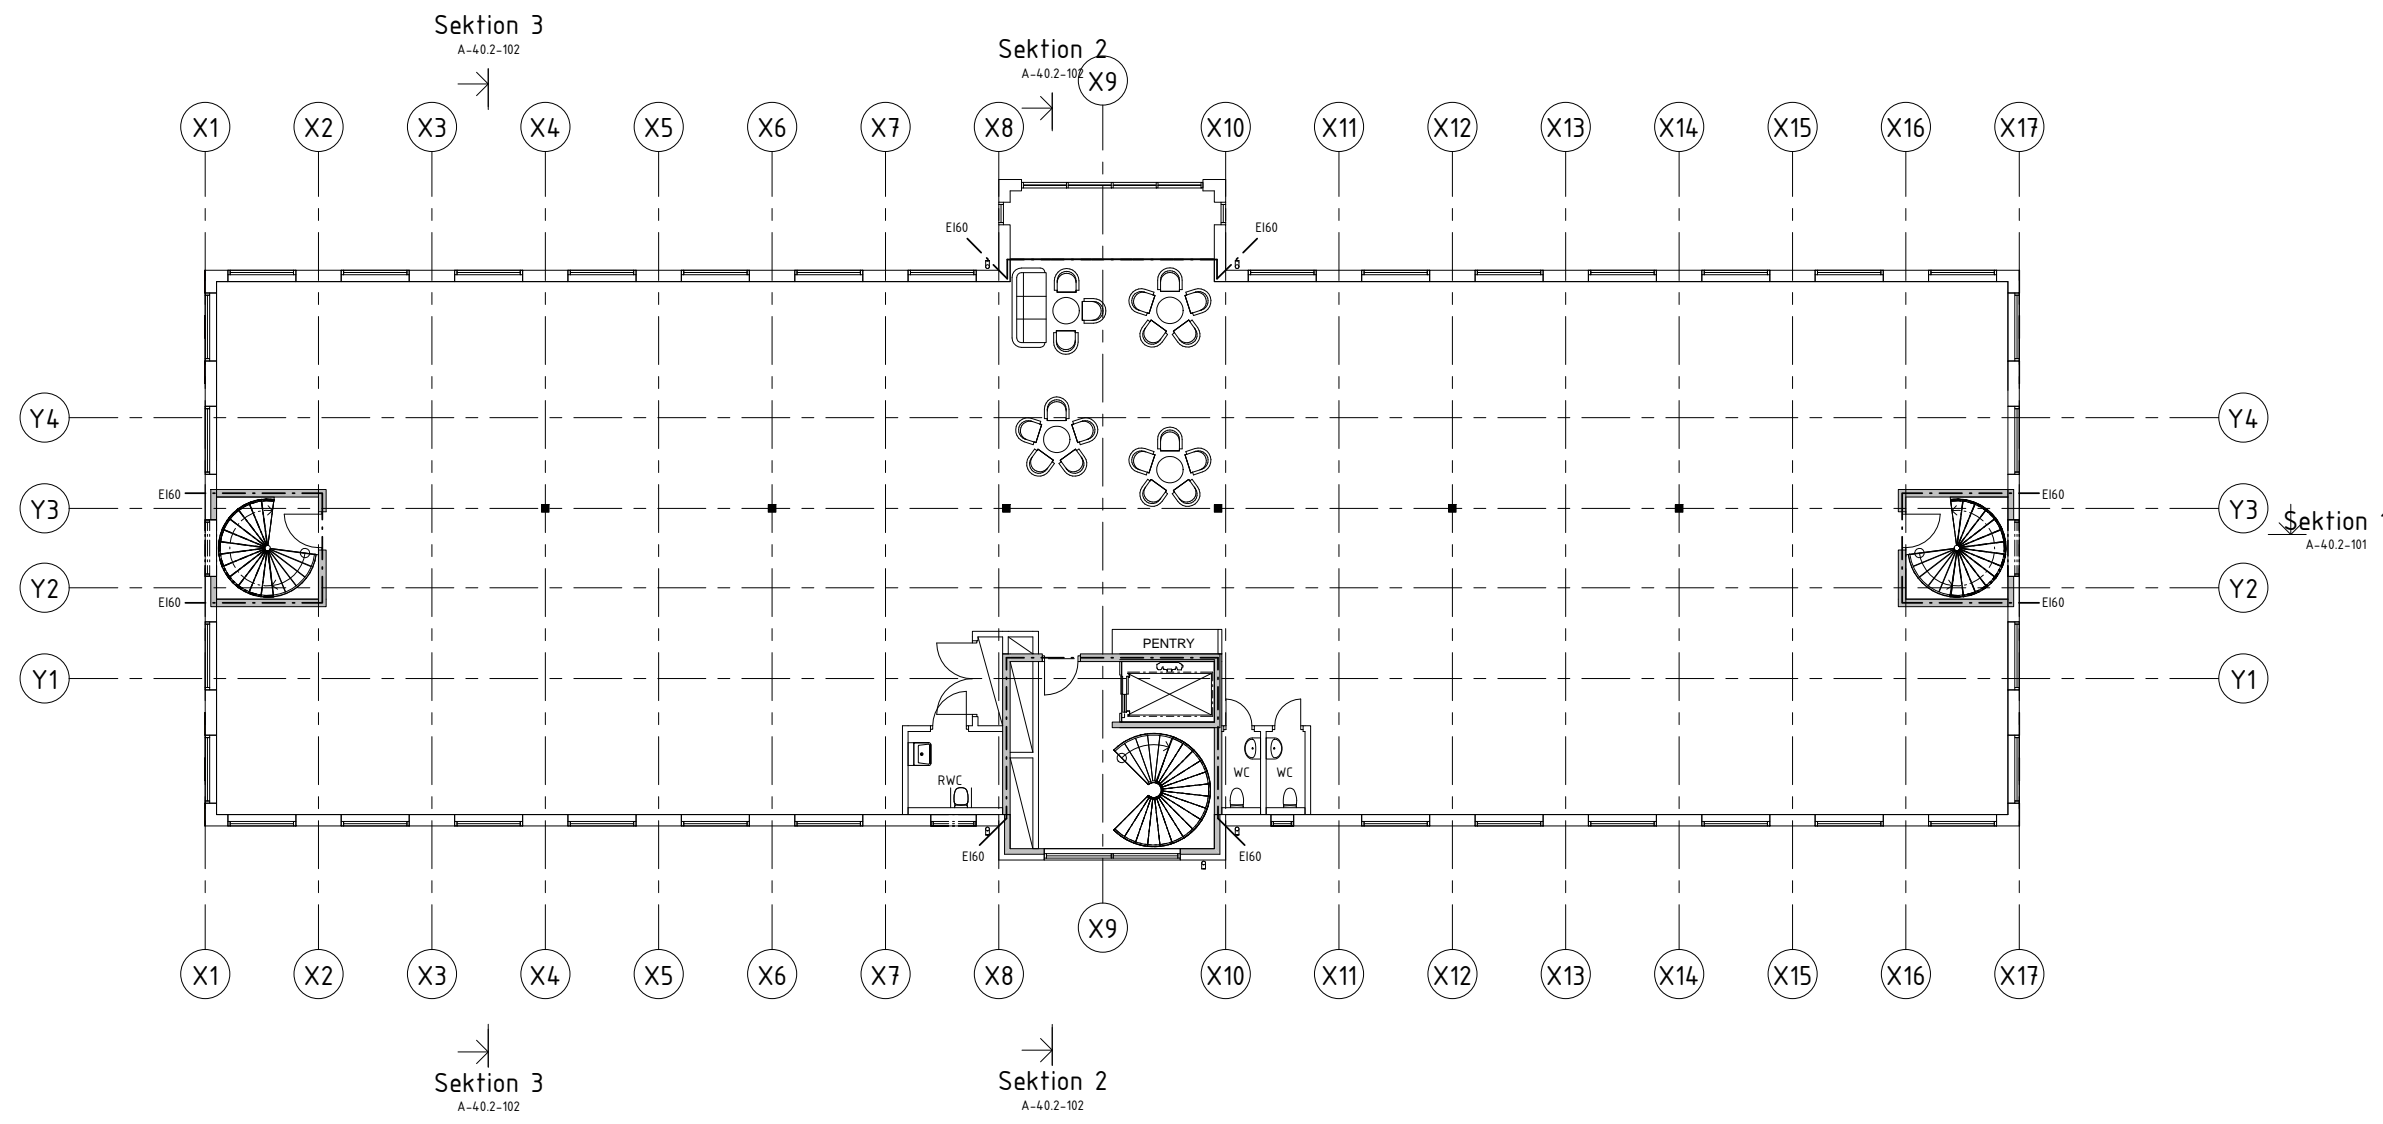 Sektion 3
A-40.2-102
Sektion 2
A-40.2-102
X9
X1 X2 X3 X4 X5 X6 X7 X8 X10 X11 X12 X13 X14 X15 X16 X17
EI60 EI60
Y4 Y4
EI60 EI60
Y3 Y3
Sektion 1
A-40.2-101
Y2 Y2
EI60 EI60
PENTRY
Y1 Y1
WC WC
RWC
EI60 EI60
X9
X1 X2 X3 X4 X5 X6 X7 X8 X10 X11 X12 X13 X14 X15 X16 X17
Sektion 3
A-40.2-102
Sektion 2
A-40.2-102